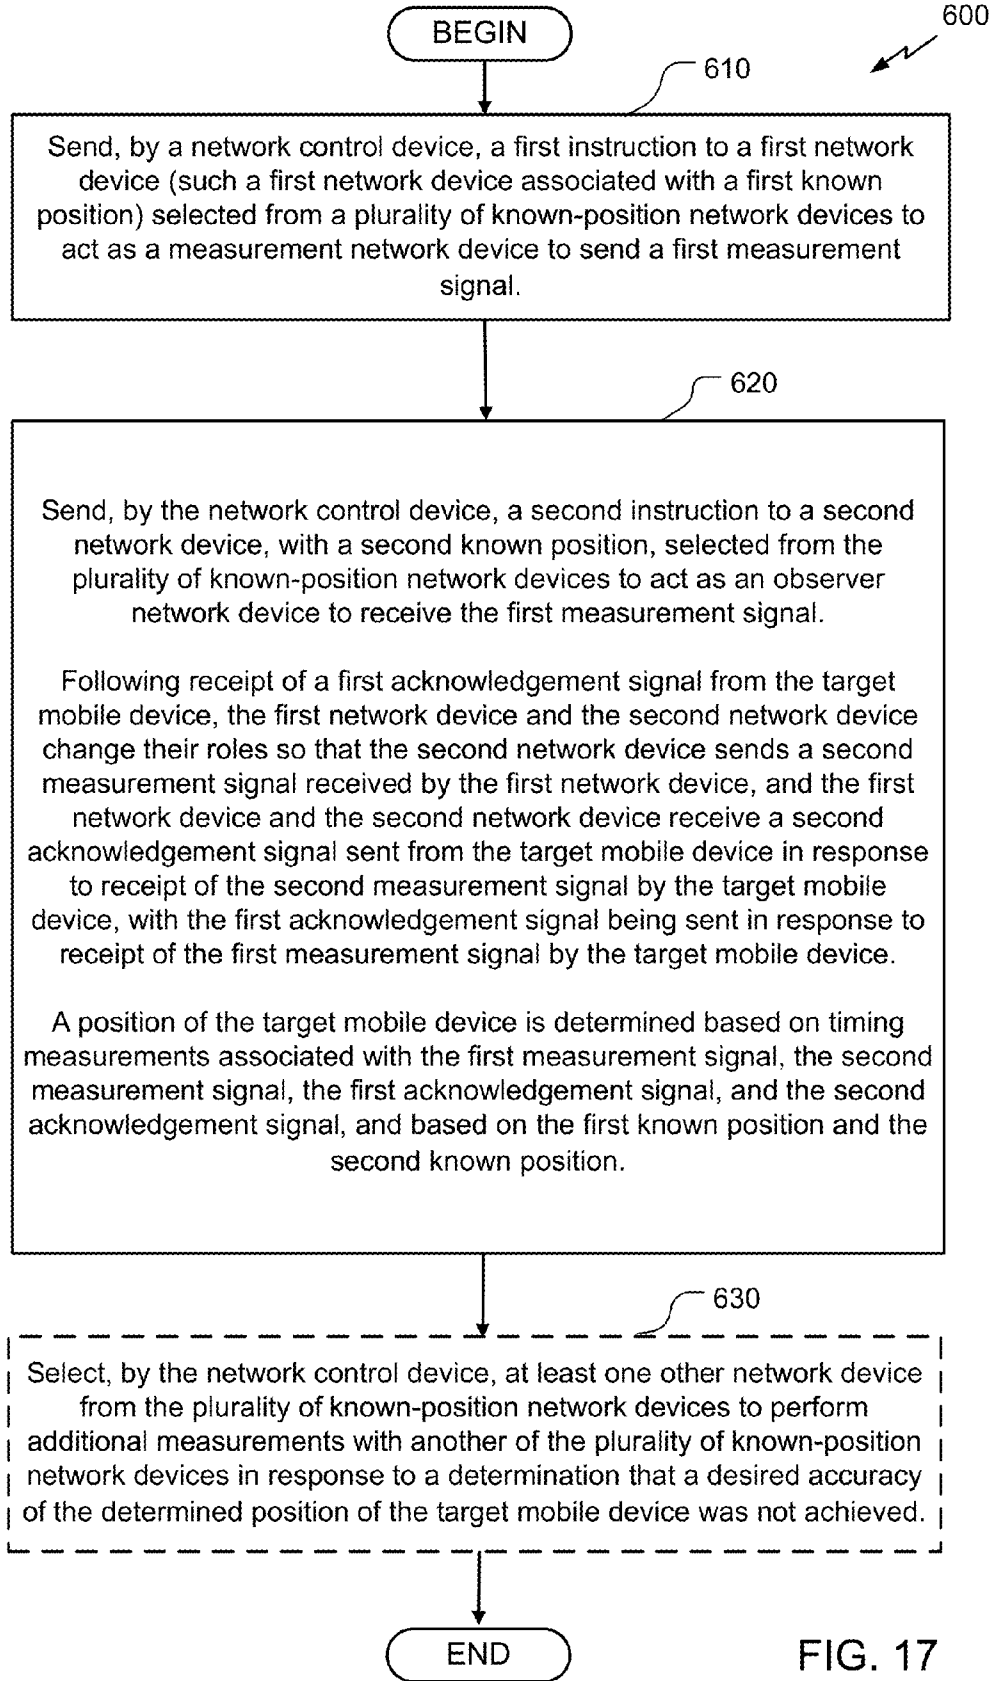 BEGIN
600
610
Send, by a network control device, a first instruction to a first network
device (such a first network device associated with a first known
position) selected from a plurality of known-position network devices to
act as a measurement network device to send a first measurement
signal.
620
Send, by the network control device, a second instruction to a second
network device, with a second known position, selected from the
plurality of known-position network devices to act as an observer
network device to receive the first measurement signal.
Following receipt of a first acknowledgement signal from the target
mobile device, the first network device and the second network device
change their roles so that the second network device sends a second
measurement signal received by the first network device, and the first
network device and the second network device receive a second
acknowledgement signal sent from the target mobile device in response
to receipt of the second measurement signal by the target mobile
device, with the first acknowledgement signal being sent in response to
receipt of the first measurement signal by the target mobile device.
A position of the target mobile device is determined based on timing
measurements associated with the first measurement signal, the second
measurement signal, the first acknowledgement signal, and the second
acknowledgement signal, and based on the first known position and the
second known position.
630
Select, by the network control device, at least one other network device
from the plurality of known-position network devices to perform
additional measurements with another of the plurality of known-position
network devices in response to a determination that a desired accuracy
of the determined position of the target mobile device was not achieved.
END
FIG. 17